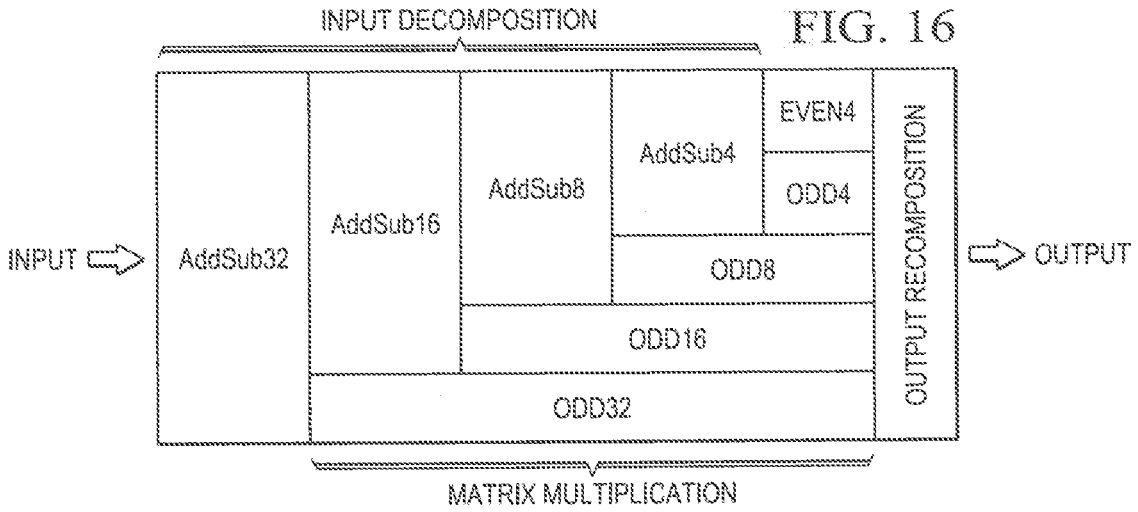 INPUT DECOMPOSITION
FIG. 16
INPUT
AddSub32
AddSub16
AddSub8
AddSub4
EVEN4
ODD4
ODD8
ODD16
ODD32
OUTPUT RECOMPOSITION
OUTPUT
MATRIX MULTIPLICATION